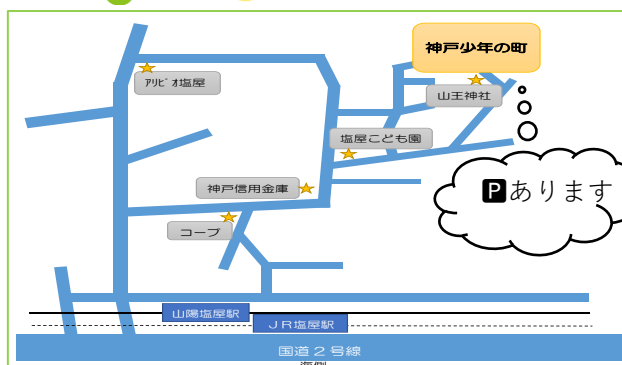 神戸少年の町
ｱﾘﾋﾞｵ塩屋
山王神社
塩屋こども園
神戸信用金庫
🅿あります
コープ
山陽塩屋駅
ＪＲ塩屋駅
国道２号線
海側